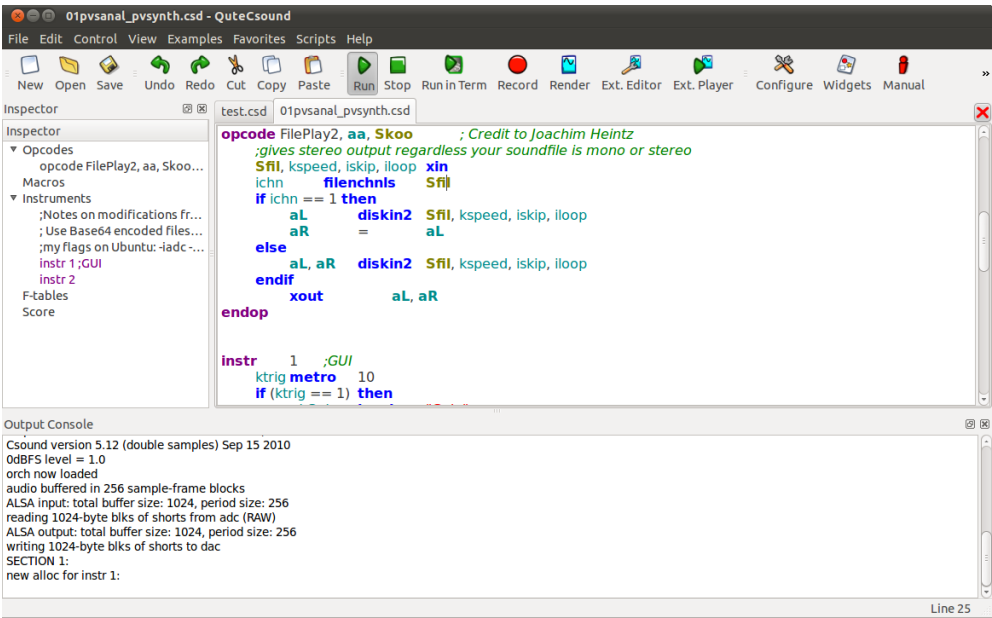 01pvsanal_pvsynth.csd - QuteCsound
File Edit Control View Examples Favorites Scripts Help
New Open Save Undo Redo Cut Copy Paste Run Stop Run in Term Record Render Ext. Editor Ext. Player Configure Widgets Manual »
Inspector
test.csd 01pvsanal_pvsynth.csd
Inspector
Opcodes
opcode FilePlay2, aa, Skoo...
Macros
Instruments
;Notes on modifications fr...
; Use Base64 encoded files...
;my flags on Ubuntu: -iadc -...
instr 1 ;GUI
instr 2
F-tables
Score
opcode FilePlay2, aa, Skoo ; Credit to Joachim Heintz
;gives stereo output regardless your soundfile is mono or stereo
Sfil, kspeed, iskip, iloop xin
ichn filenchnls Sfil
if ichn == 1 then
aL diskin2 Sfil, kspeed, iskip, iloop
aR = aL
else
aL, aR diskin2 Sfil, kspeed, iskip, iloop
endif
xout aL, aR
endop
instr 1 ;GUI
ktrig metro 10
if (ktrig == 1) then
Output Console
Csound version 5.12 (double samples) Sep 15 2010
0dBFS level = 1.0
orch now loaded
audio buffered in 256 sample-frame blocks
ALSA input: total buffer size: 1024, period size: 256
reading 1024-byte blks of shorts from adc (RAW)
ALSA output: total buffer size: 1024, period size: 256
writing 1024-byte blks of shorts to dac
SECTION 1:
new alloc for instr 1:
Line 25